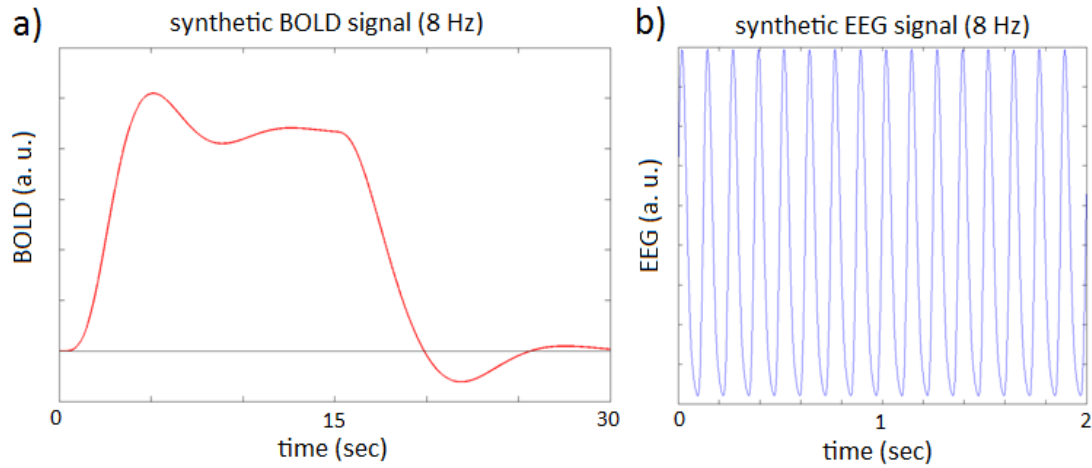 a)
synthetic BOLD signal (8 Hz)
BOLD (a. u.)
0
15
30
time (sec)
b)
synthetic EEG signal (8 Hz)
EEG (a. u.)
0
1
2
time (sec)